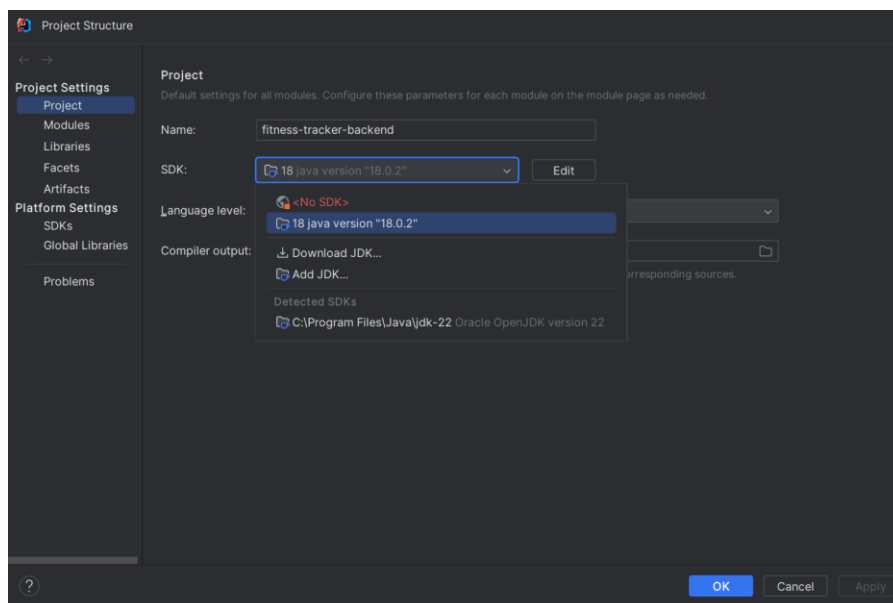 Project Structure
Project Settings
Project
Modules
Libraries
Facets
Artifacts
Platform Settings
SDKs
Global Libraries
Problems
Project
Default settings for all modules. Configure these parameters for each module on the module page as needed.
Name: fitness-tracker-backend
SDK: 18 java version "18.0.2" Edit
<No SDK>
Language level: 18 java version "18.0.2"
Compiler output: Download JDK...
Add JDK... rresponding sources.
Detected SDKs
C:\Program Files\Java\jdk-22 Oracle OpenJDK version 22
? OK Cancel Apply